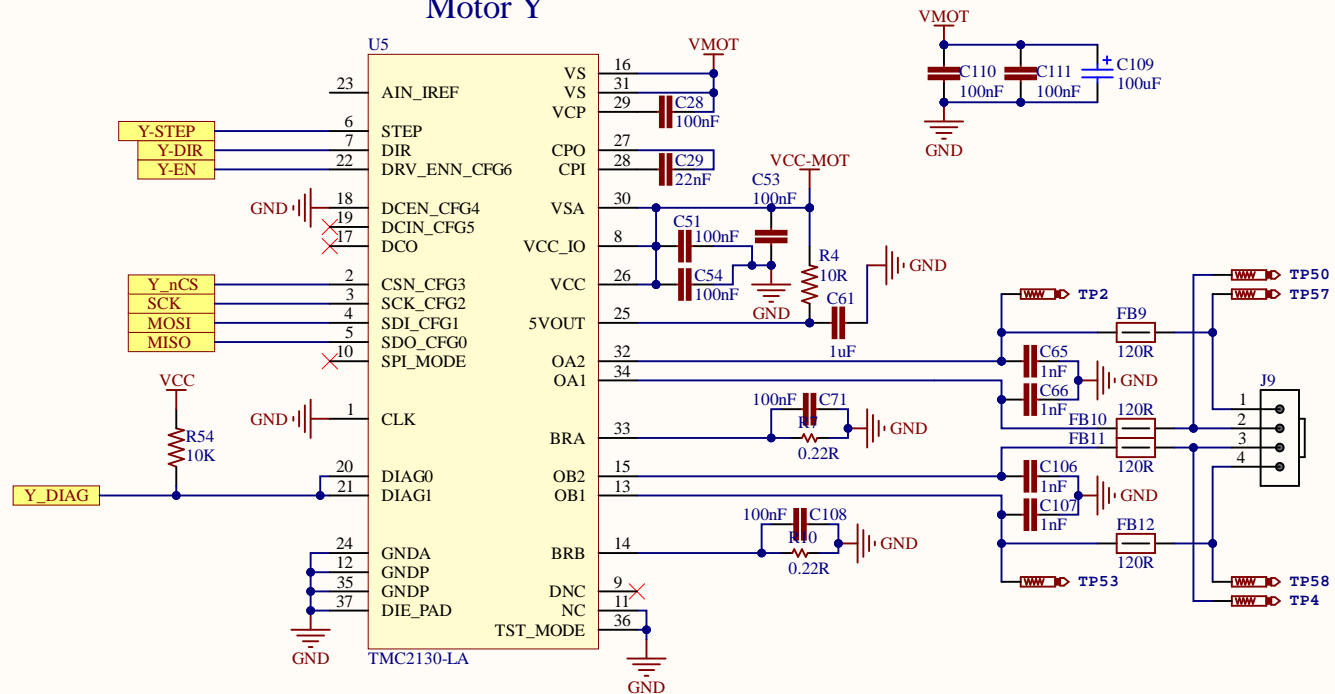 Motor Y
U5
VMOT
VMOT
16
VS
31
VS
23
AIN_IREF
29
VCP
C28
100nF
C110
100nF
C111
100nF
C109
100uF
GND
Y-STEP
6
STEP
Y-DIR
7
DIR
Y-EN
22
DRV_ENN_CFG6
27
CPO
28
CPI
C29
22nF
VCC-MOT
C53
100nF
GND
18
DCEN_CFG4
19
DCIN_CFG5
17
DCO
30
VSA
8
VCC_IO
26
VCC
25
5VOUT
C51
100nF
C54
100nF
GND
R4
10R
C61
1uF
GND
Y_nCS
2
CSN_CFG3
SCK
3
SCK_CFG2
MOSI
4
SDI_CFG1
MISO
5
SDO_CFG0
10
SPI_MODE
32
OA2
34
OA1
TP2
TP50
TP57
FB9
120R
C65
1nF
C66
1nF
GND
FB10
120R
FB11
120R
J9
1
2
3
4
VCC
R54
10K
GND
1
CLK
33
BRA
100nF
C71
R7
0.22R
GND
15
OB2
13
OB1
C106
1nF
C107
1nF
GND
FB12
120R
TP53
TP58
TP4
Y_DIAG
20
DIAG0
21
DIAG1
14
BRB
100nF
C108
R10
0.22R
GND
24
GNDA
12
GNDP
35
GNDP
37
DIE_PAD
GND
9
DNC
11
NC
36
TST_MODE
GND
TMC2130-LA